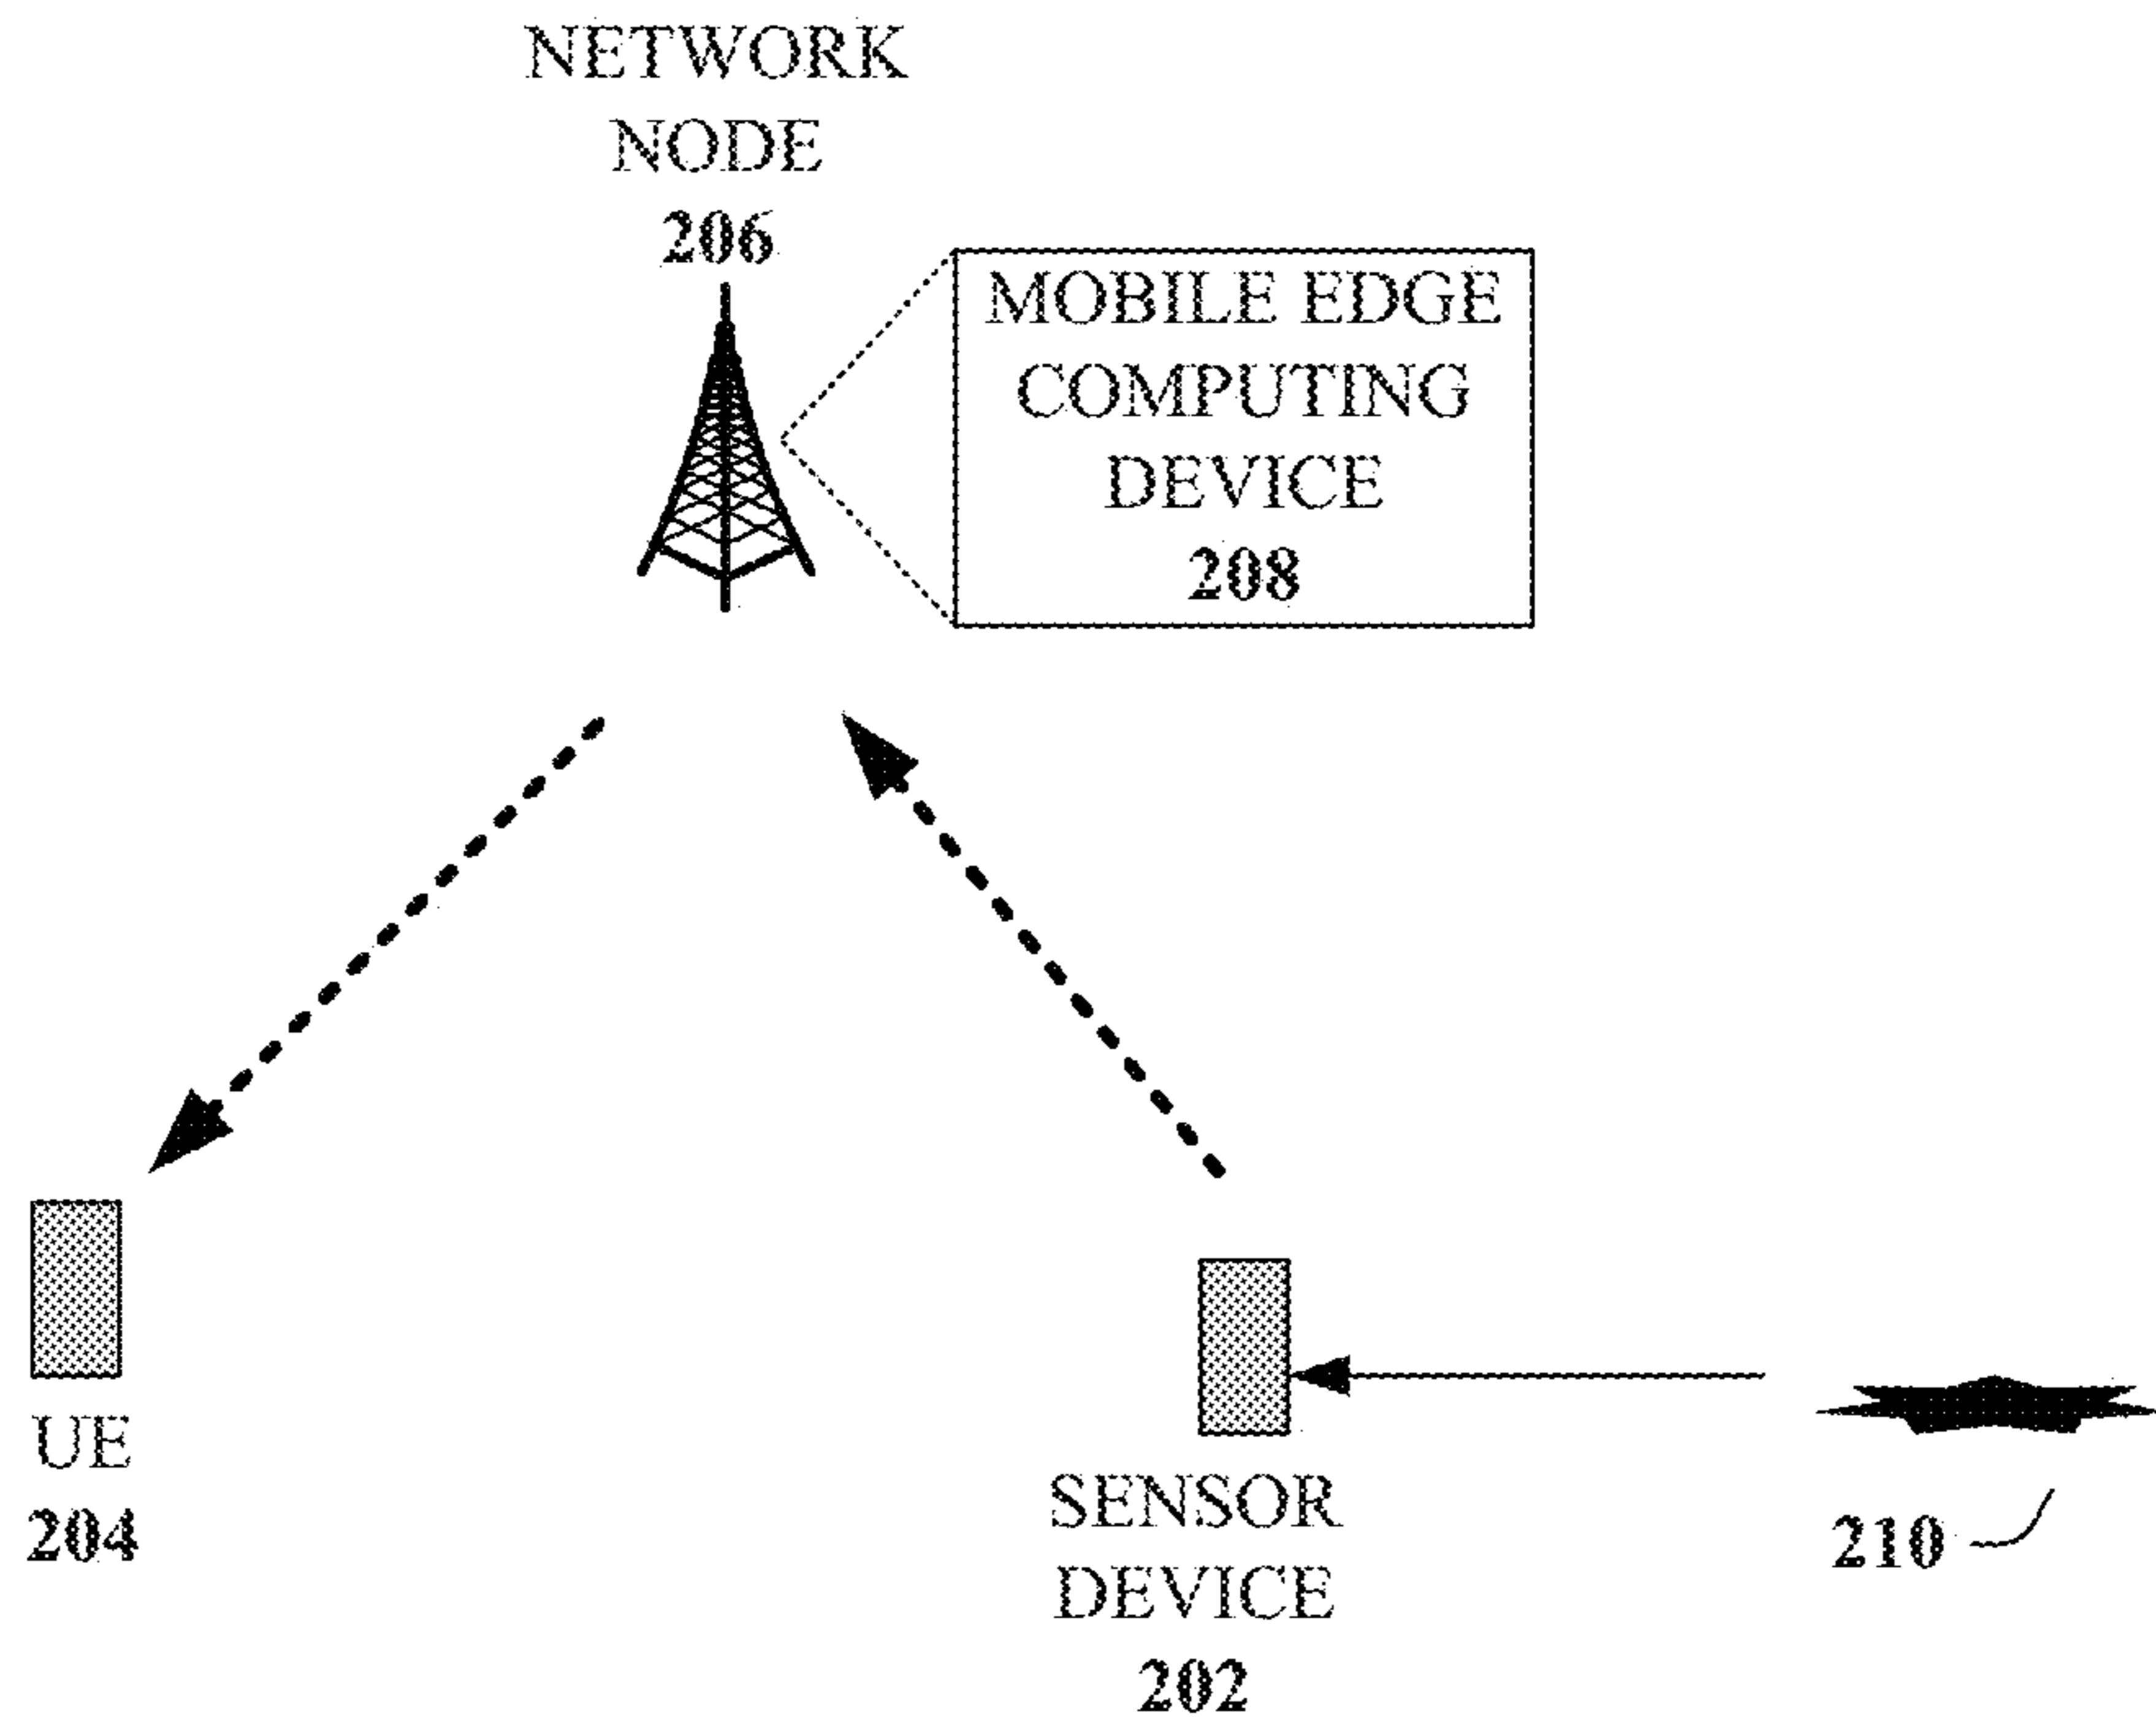 NETWORK
NODE
206
MOBILE EDGE
COMPUTING
DEVICE
208
UE
204
SENSOR
DEVICE
202
210